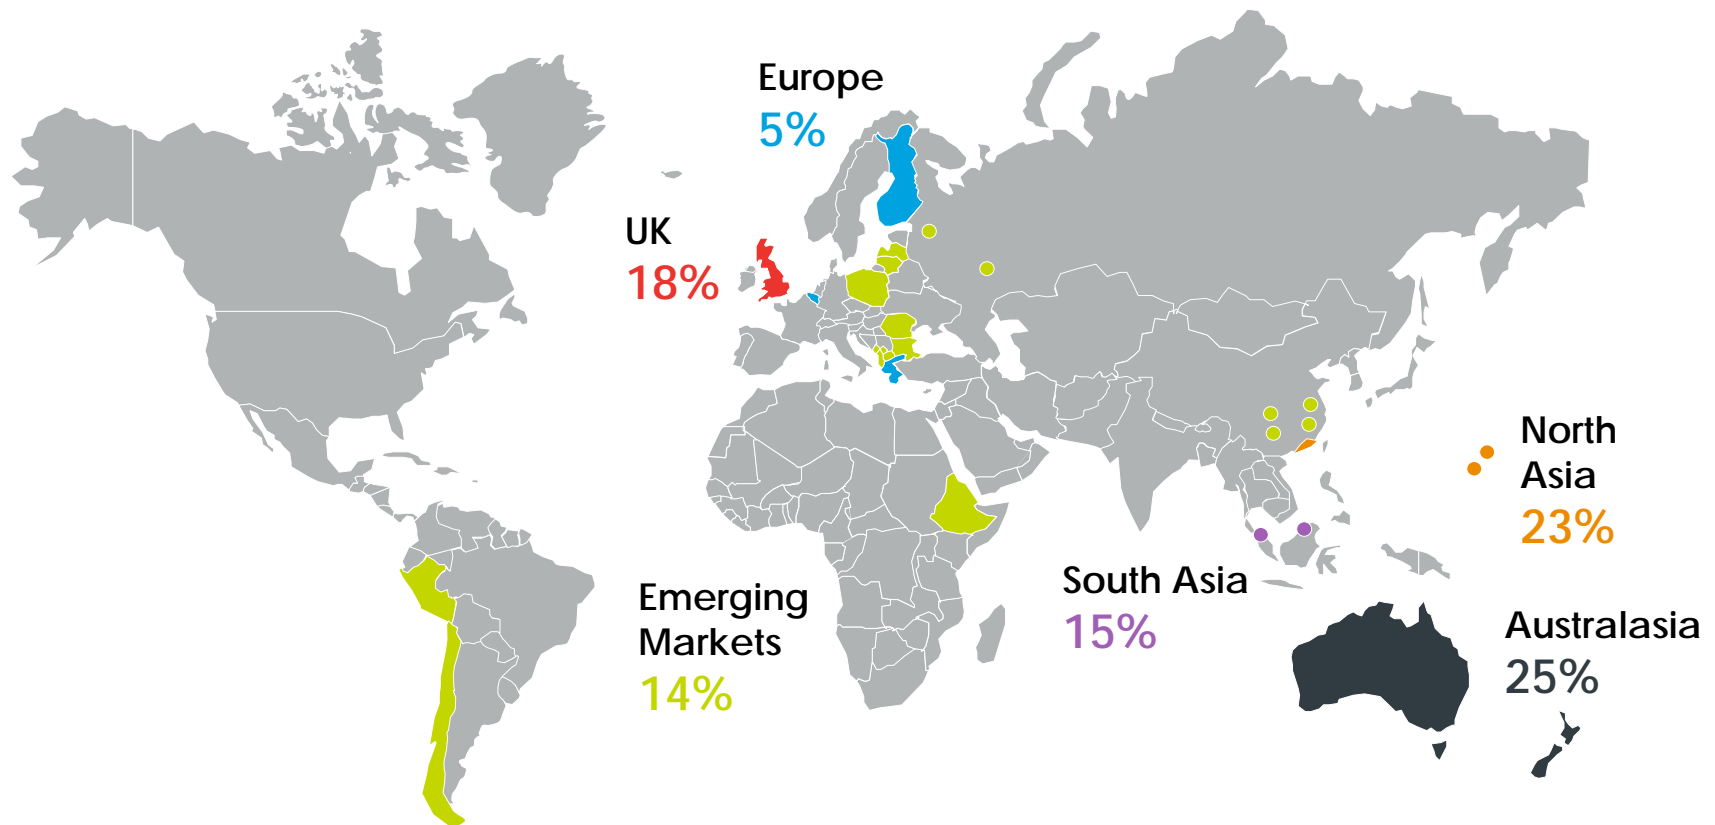 Europe
5%
UK
18%
North
Asia
23%
South Asia
15%
Emerging
Markets
14%
Australasia
25%